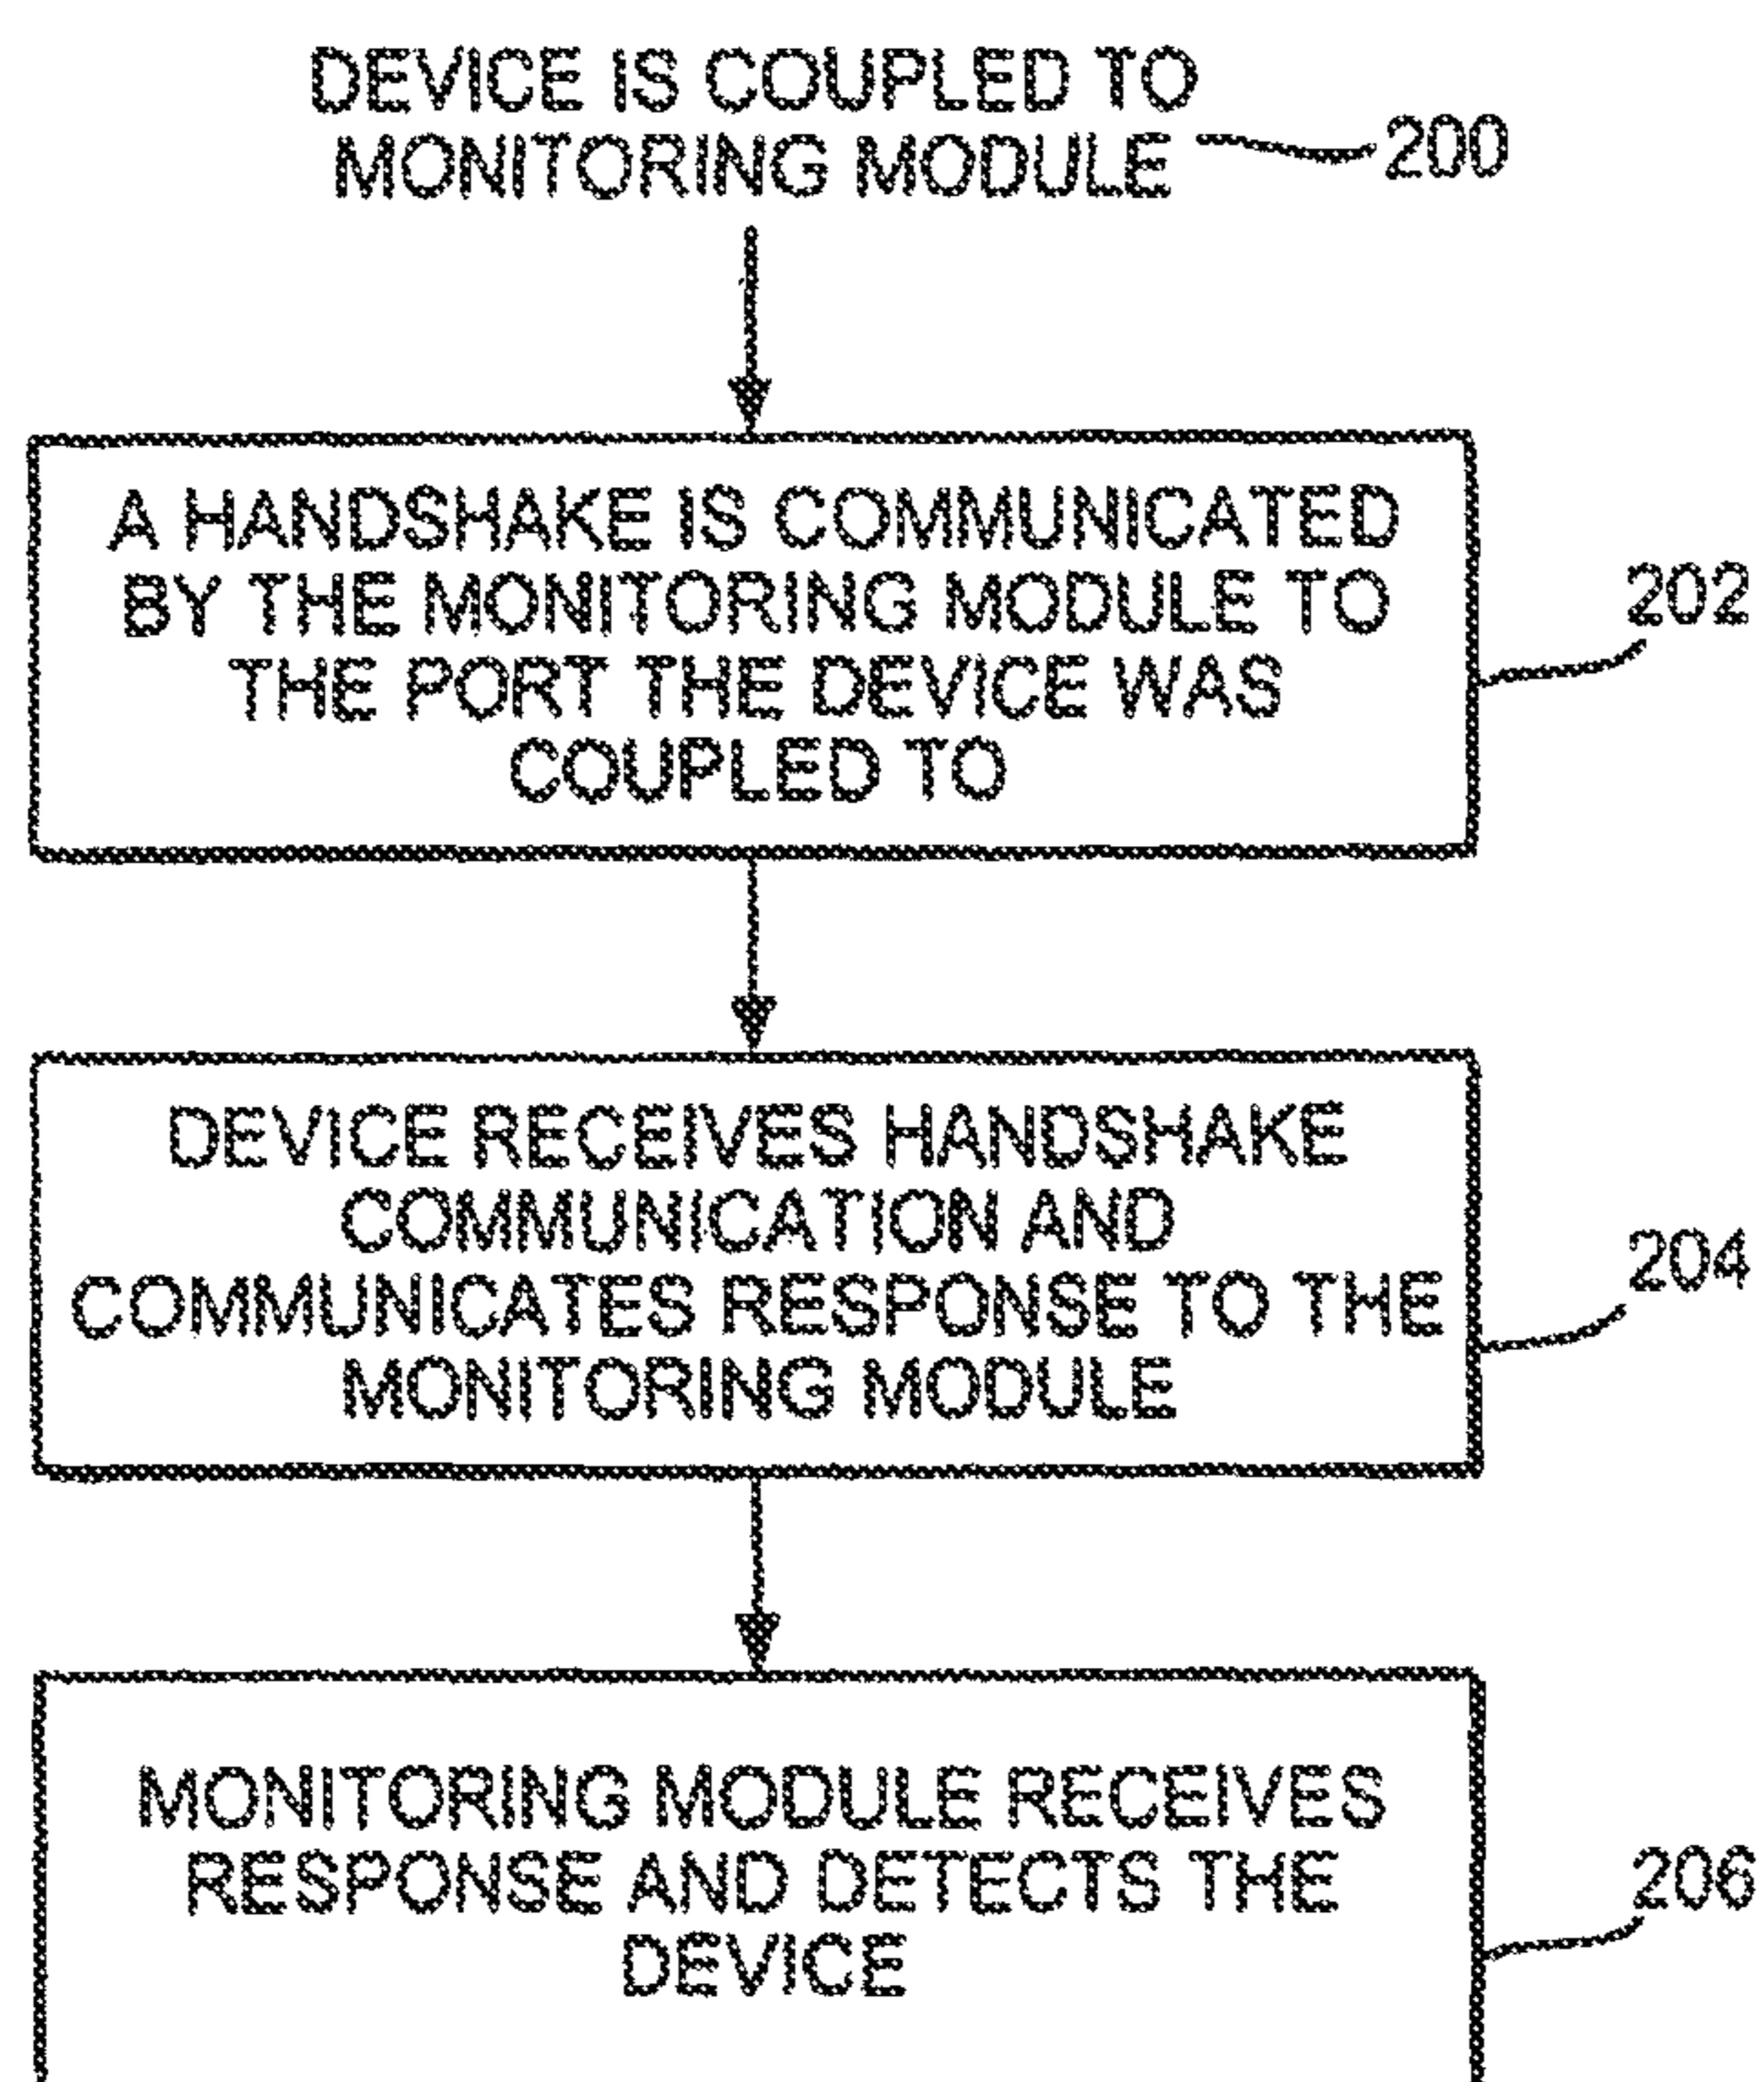 DEVICE IS COUPLED TO
MONITORING MODULE 200
A HANDSHAKE IS COMMUNICATED
BY THE MONITORING MODULE TO
THE PORT THE DEVICE WAS
COUPLED TO
202
DEVICE RECEIVES HANDSHAKE
COMMUNICATION AND
COMMUNICATES RESPONSE TO THE
MONITORING MODULE
204
MONITORING MODULE RECEIVES
RESPONSE AND DETECTS THE
DEVICE
206